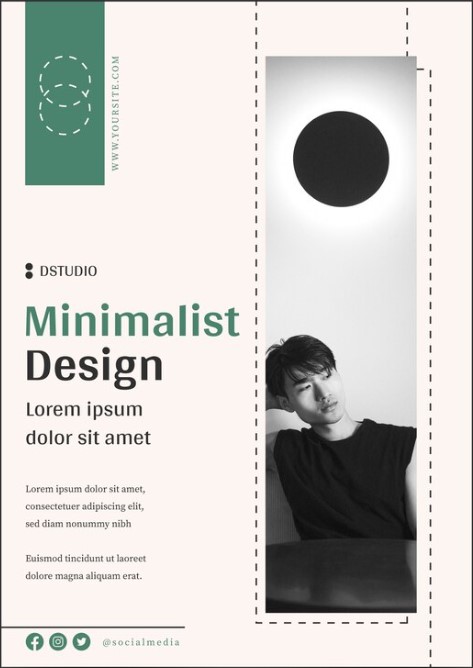 WWW.YOURSITE.COM
DSTUDIO
Minimalist
Design
Lorem ipsum
dolor sit amet
Lorem ipsum dolor sit amet,
consectetuer adipiscing elit,
sed diam nonummy nibh
Euismod tincidunt ut laoreet
dolore magna aliquam erat.
@socialmedia